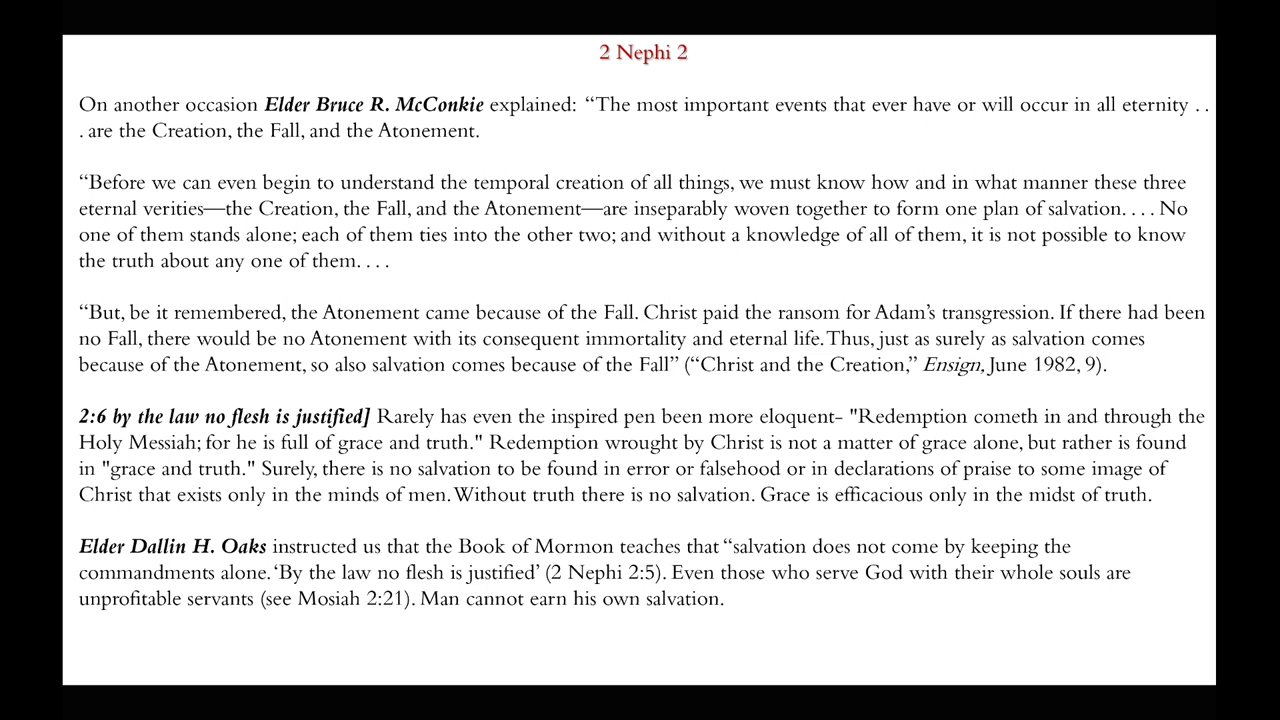 2 Nephi 2
On another occasion Elder Bruce R. McConkie explained: “The most important events that ever have or will occur in all eternity . .
. are the Creation, the Fall, and the Atonement.
“Before we can even begin to understand the temporal creation of all things, we must know how and in what manner these three
eternal verities—the Creation, the Fall, and the Atonement—are inseparably woven together to form one plan of salvation. . . . No
one of them stands alone; each of them ties into the other two; and without a knowledge of all of them, it is not possible to know
the truth about any one of them. . . .
“But, be it remembered, the Atonement came because of the Fall. Christ paid the ransom for Adam’s transgression. If there had been
no Fall, there would be no Atonement with its consequent immortality and eternal life. Thus, just as surely as salvation comes
because of the Atonement, so also salvation comes because of the Fall” (“Christ and the Creation,” Ensign, June 1982, 9).
2:6 by the law no flesh is justified] Rarely has even the inspired pen been more eloquent- "Redemption cometh in and through the
Holy Messiah; for he is full of grace and truth." Redemption wrought by Christ is not a matter of grace alone, but rather is found
in "grace and truth." Surely, there is no salvation to be found in error or falsehood or in declarations of praise to some image of
Christ that exists only in the minds of men. Without truth there is no salvation. Grace is efficacious only in the midst of truth.
Elder Dallin H. Oaks instructed us that the Book of Mormon teaches that “salvation does not come by keeping the
commandments alone. ‘By the law no flesh is justified’ (2 Nephi 2:5). Even those who serve God with their whole souls are
unprofitable servants (see Mosiah 2:21). Man cannot earn his own salvation.